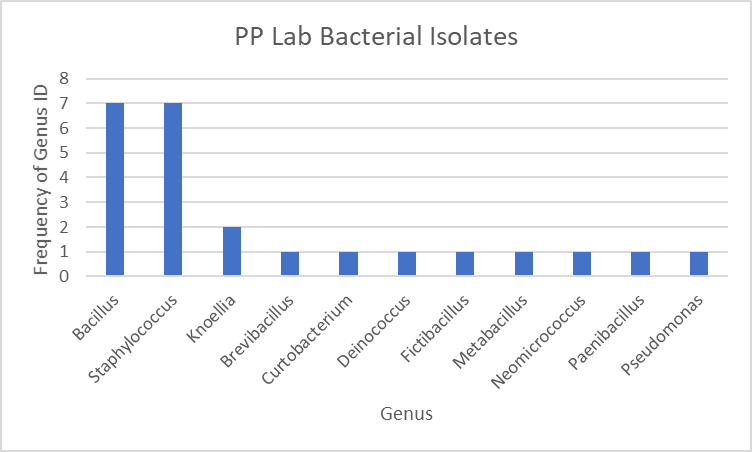 PP Lab Bacterial Isolates
Frequency of Genus ID
8
7
6
5
4
3
2
1
0
Bacillus
Staphylococcus
Knoellia
Brevibacillus
Curtobacterium
Deinococcus
Fictibacillus
Metabacillus
Neomicrococcus
Paenibacillus
Pseudomonas
Genus